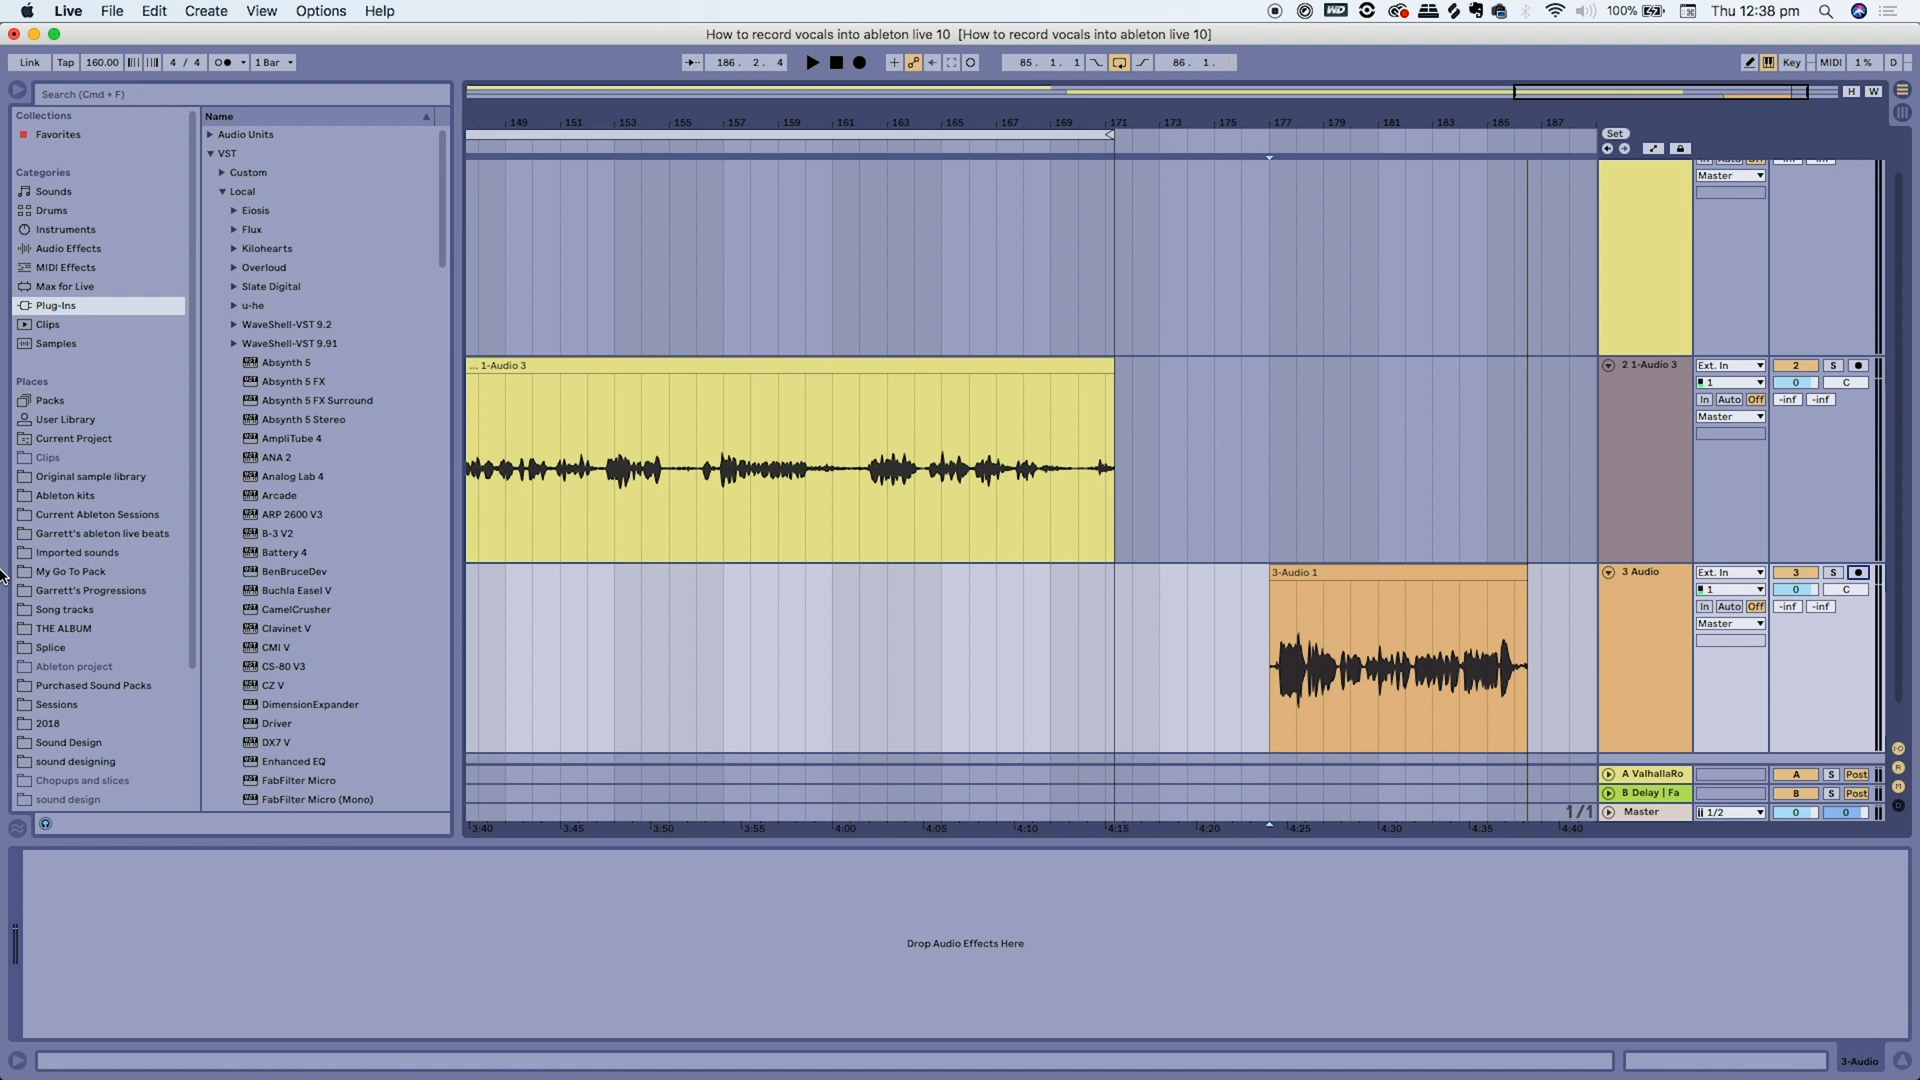 Live File Edit Create View Options Help
100% Thu 12:38 pm
How to record vocals into ableton live 10 [How to record vocals into ableton live 10]
Link Tap 160.00 4 / 4 1 Bar 186. 2. 4 85. 1. 1 86. 1. Key MIDI 1 % D
Search (Cmd + F)
H W
Collections
Favorites
Categories
Sounds
Drums
Instruments
Audio Effects
MIDI Effects
Max for Live
Plug-Ins
Clips
Samples
Places
Packs
User Library
Current Project
Clips
Original sample library
Ableton kits
Current Ableton Sessions
Garrett's ableton live beats
Imported sounds
My Go To Pack
Garrett's Progressions
Song tracks
THE ALBUM
Splice
Ableton project
Purchased Sound Packs
Sessions
2018
Sound Design
sound designing
Chopups and slices
sound design
Name
Audio Units
VST
Custom
Local
Eiosis
Flux
Kilohearts
Overloud
Slate Digital
u-he
WaveShell-VST 9.2
WaveShell-VST 9.91
Absynth 5
Absynth 5 FX
Absynth 5 FX Surround
Absynth 5 Stereo
AmpliTube 4
ANA 2
Analog Lab 4
Arcade
ARP 2600 V3
B-3 V2
Battery 4
BenBruceDev
Buchla Easel V
CamelCrusher
Clavinet V
CMI V
CS-80 V3
CZ V
DimensionExpander
Driver
DX7 V
Enhanced EQ
FabFilter Micro
FabFilter Micro (Mono)
149 151 153 155 157 159 161 163 165 167 169 171 173 175 177 179 181 183 185 187
Set
Master
... 1-Audio 3
2 1-Audio 3 Ext. In 2 S
1 0 C
In Auto Off -inf -inf
Master
3-Audio 1
3 Audio Ext. In 3 S
1 0 C
In Auto Off -inf -inf
Master
A ValhallaRo A S Post
B Delay | Fa B S Post
1/1 Master 1/2 0 0
3:40 3:45 3:50 3:55 4:00 4:05 4:10 4:15 4:20 4:25 4:30 4:35 4:40
Drop Audio Effects Here
3-Audio